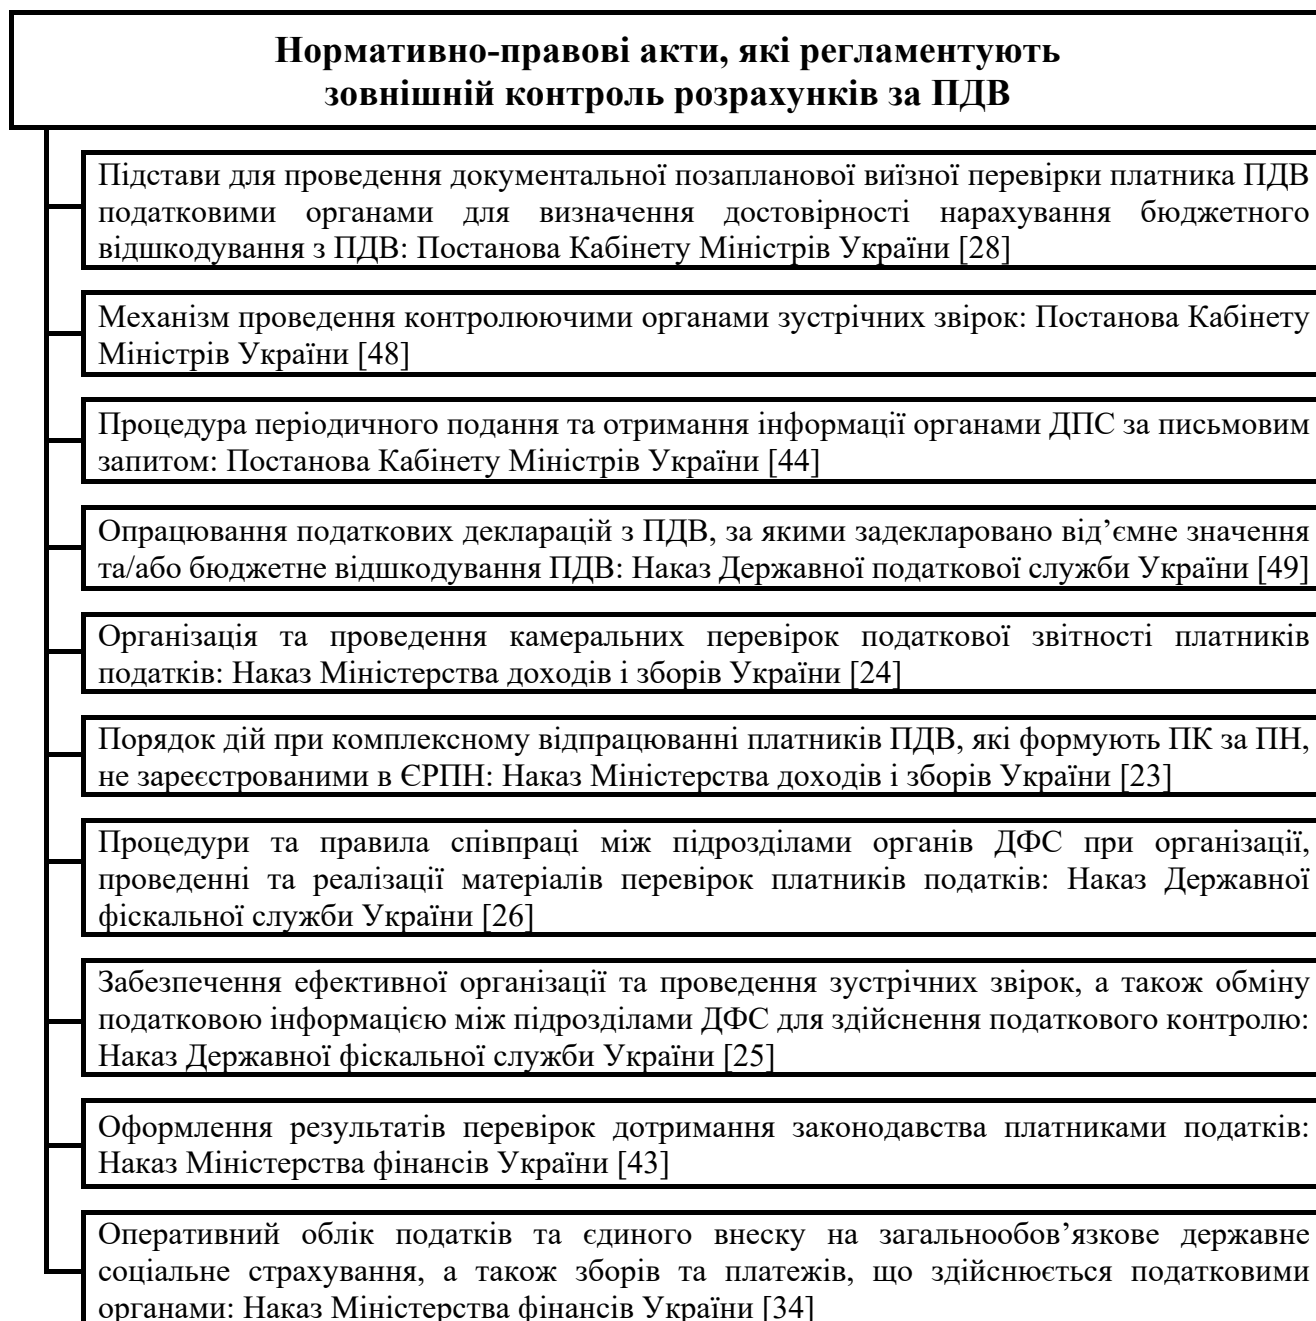 Нормативно-правові акти, які регламентують
зовнішній контроль розрахунків за ПДВ
Підстави для проведення документальної позапланової виїзної перевірки платника ПДВ
податковими органами для визначення достовірності нарахування бюджетного
відшкодування з ПДВ: Постанова Кабінету Міністрів України [28]
Механізм проведення контролюючими органами зустрічних звірок: Постанова Кабінету
Міністрів України [48]
Процедура періодичного подання та отримання інформації органами ДПС за письмовим
запитом: Постанова Кабінету Міністрів України [44]
Опрацювання податкових декларацій з ПДВ, за якими задекларовано від’ємне значення
та/або бюджетне відшкодування ПДВ: Наказ Державної податкової служби України [49]
Організація та проведення камеральних перевірок податкової звітності платників
податків: Наказ Міністерства доходів і зборів України [24]
Порядок дій при комплексному відпрацюванні платників ПДВ, які формують ПК за ПН,
не зареєстрованими в ЄРПН: Наказ Міністерства доходів і зборів України [23]
Процедури та правила співпраці між підрозділами органів ДФС при організації,
проведенні та реалізації матеріалів перевірок платників податків: Наказ Державної
фіскальної служби України [26]
Забезпечення ефективної організації та проведення зустрічних звірок, а також обміну
податковою інформацією між підрозділами ДФС для здійснення податкового контролю:
Наказ Державної фіскальної служби України [25]
Оформлення результатів перевірок дотримання законодавства платниками податків:
Наказ Міністерства фінансів України [43]
Оперативний облік податків та єдиного внеску на загальнообов’язкове державне
соціальне страхування, а також зборів та платежів, що здійснюється податковими
органами: Наказ Міністерства фінансів України [34]